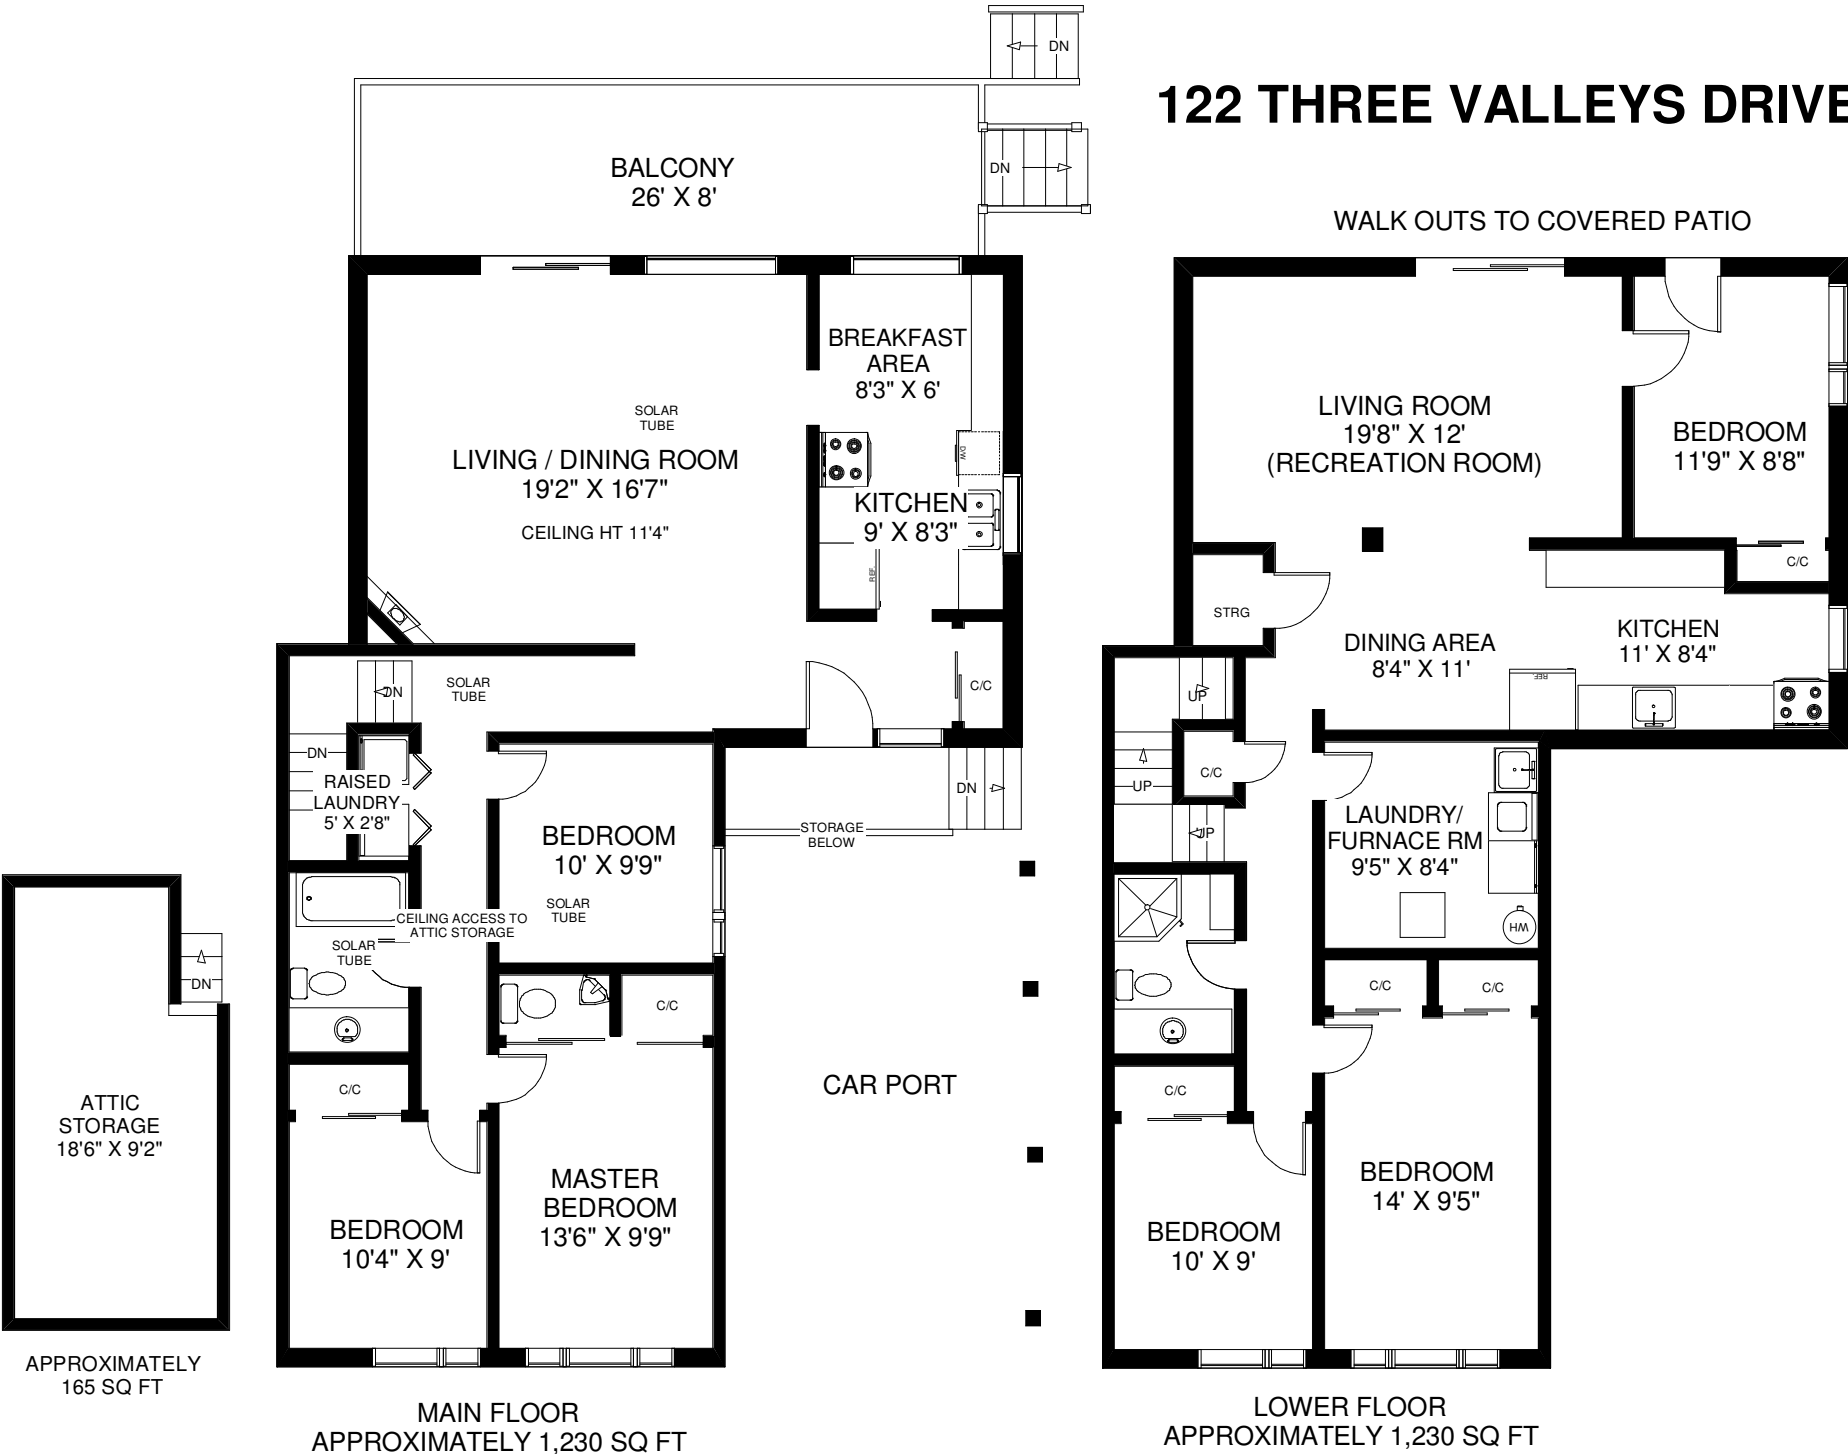 122 THREE VALLEYS DRIVE
DN
BALCONY
26' X 8'
DN
BREAKFAST
AREA
8'3" X 6'
SOLAR
TUBE
LIVING / DINING ROOM
19'2" X 16'7"
CEILING HT 11'4"
D/W
KITCHEN
9' X 8'3"
REF.
C/C
DN
SOLAR
TUBE
DN
RAISED
LAUNDRY
5' X 2'8"
BEDROOM
10' X 9'9"
SOLAR
TUBE
DN
STORAGE
BELOW
CEILING ACCESS TO
ATTIC STORAGE
SOLAR
TUBE
C/C
C/C
CAR PORT
MASTER
BEDROOM
13'6" X 9'9"
BEDROOM
10'4" X 9'
MAIN FLOOR
APPROXIMATELY 1,230 SQ FT
DN
ATTIC
STORAGE
18'6" X 9'2"
APPROXIMATELY
165 SQ FT
WALK OUTS TO COVERED PATIO
LIVING ROOM
19'8" X 12'
(RECREATION ROOM)
BEDROOM
11'9" X 8'8"
C/C
STRG
DINING AREA
8'4" X 11'
KITCHEN
11' X 8'4"
REF.
UP
C/C
UP
UP
LAUNDRY/
FURNACE RM
9'5" X 8'4"
HW
C/C
C/C
C/C
BEDROOM
14' X 9'5"
BEDROOM
10' X 9'
LOWER FLOOR
APPROXIMATELY 1,230 SQ FT